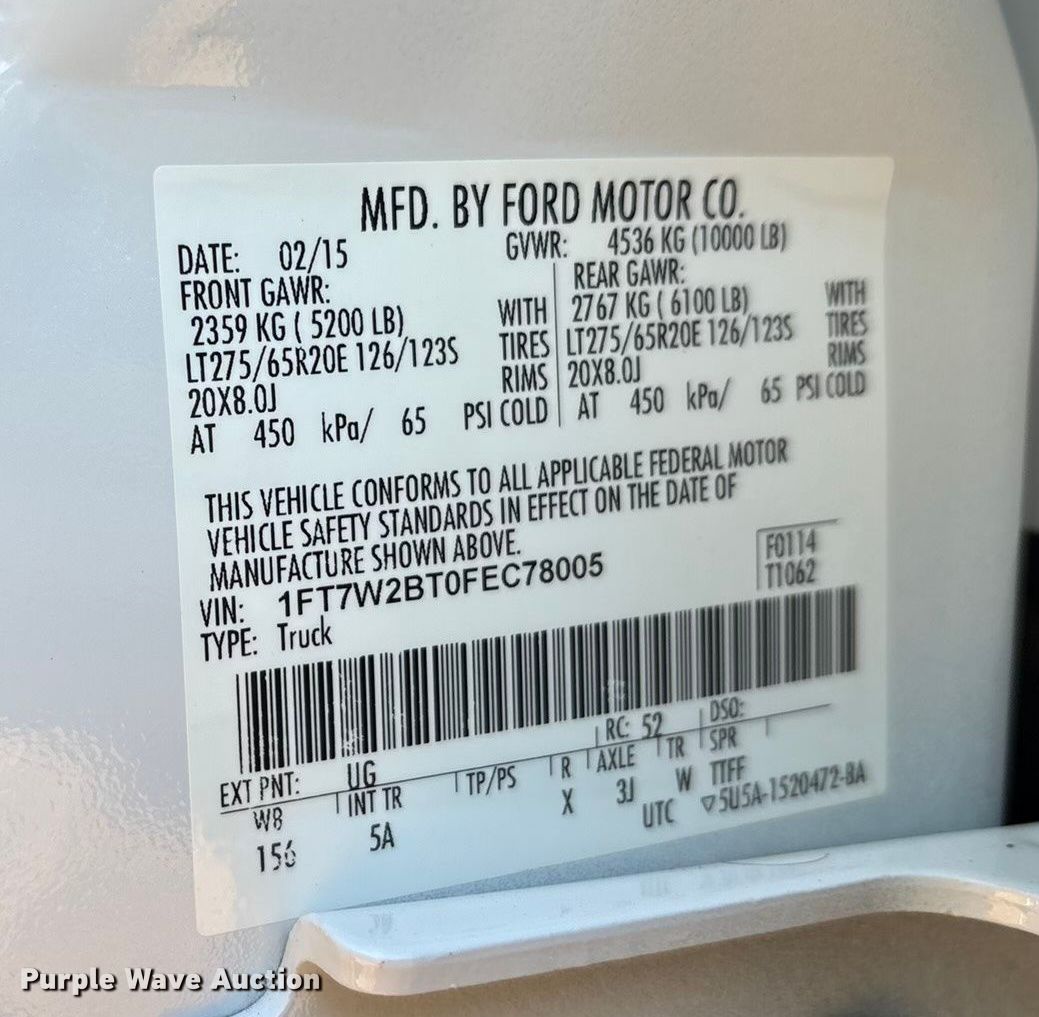 MFD. BY FORD MOTOR CO.
DATE: 02/15 GVWR: 4536 KG (10000 LB)
FRONT GAWR: REAR GAWR:
2359 KG ( 5200 LB) WITH 2767 KG ( 6100 LB) WITH
LT275/65R20E 126/123S TIRES LT275/65R20E 126/123S TIRES
20X8.0J RIMS 20X8.0J RIMS
AT 450 kPa/ 65 PSI COLD AT 450 kPa/ 65 PSI COLD
THIS VEHICLE CONFORMS TO ALL APPLICABLE FEDERAL MOTOR
VEHICLE SAFETY STANDARDS IN EFFECT ON THE DATE OF
MANUFACTURE SHOWN ABOVE.
F0114
VIN: 1FT7W2BT0FEC78005 T1062
TYPE: Truck
EXT PNT: UG RC: 52 DSO:
WB INT TR TP/PS R AXLE TR SPR
156 5A X 3J W TTFF
UTC ▽5U5A-1520472-BA
Purple Wave Auction